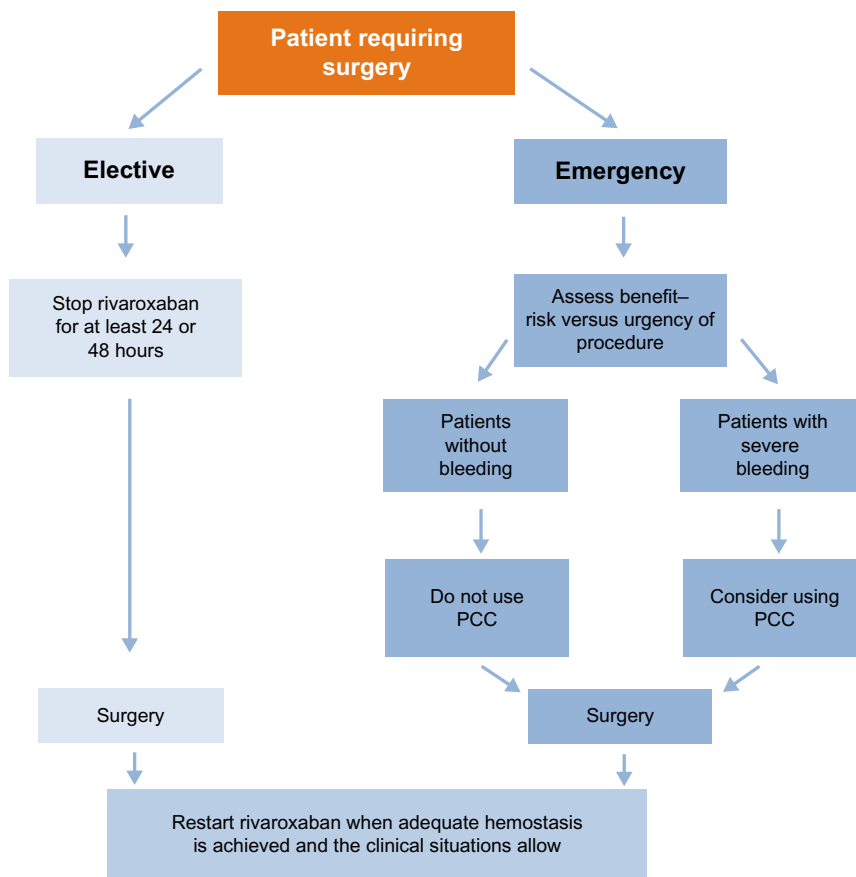 Patient requiring
surgery
Elective
Emergency
Stop rivaroxaban
for at least 24 or
48 hours
Assess benefit–
risk versus urgency of
procedure
Patients
without
bleeding
Patients with
severe
bleeding
Do not use
PCC
Consider using
PCC
Surgery
Surgery
Restart rivaroxaban when adequate hemostasis
is achieved and the clinical situations allow